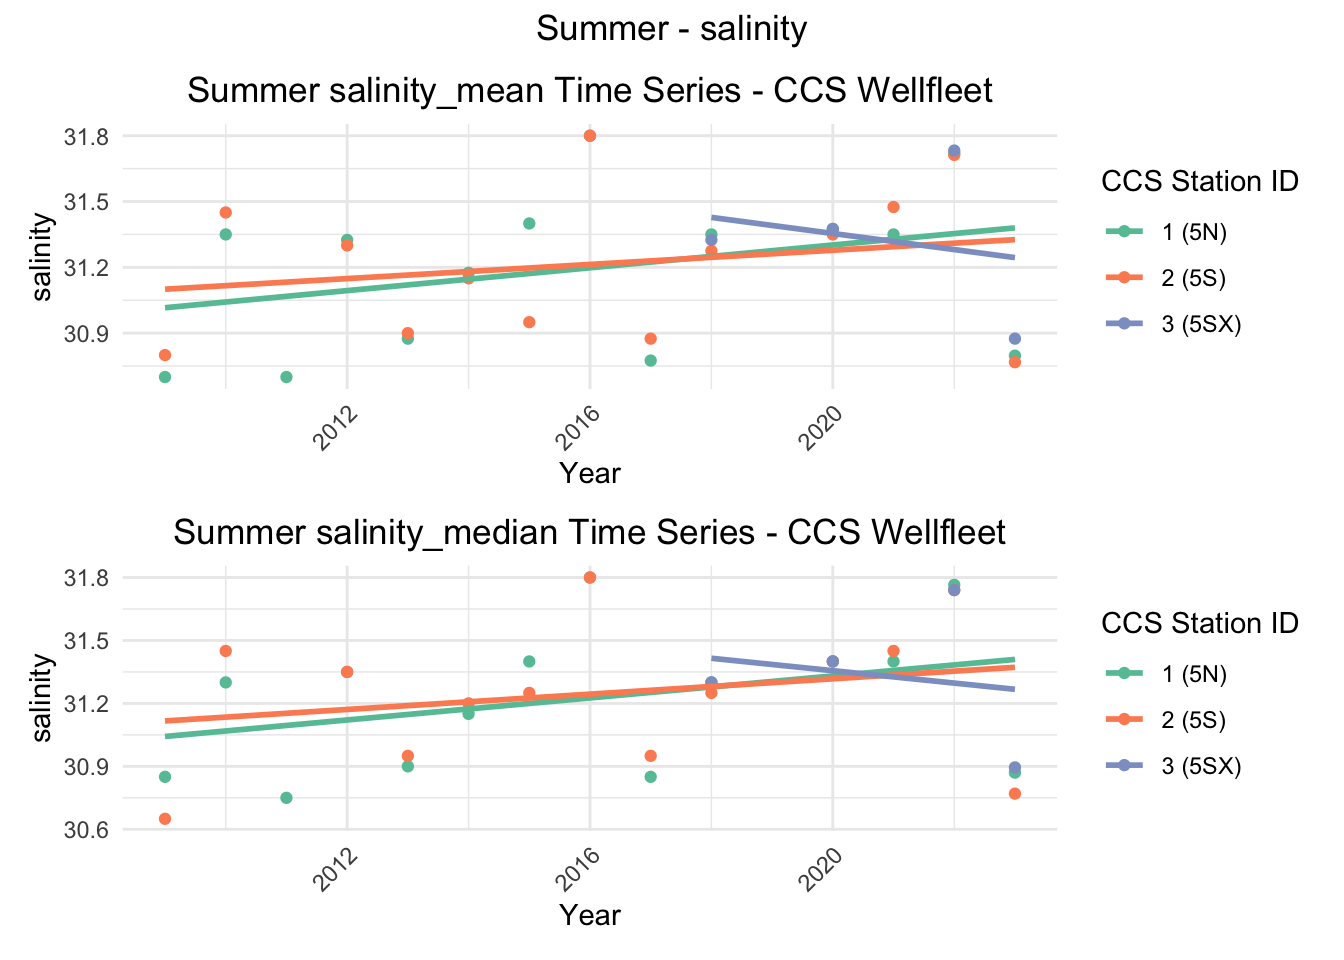 Summer - salinity
Summer salinity_mean Time Series - CCS Wellfleet
31.8
31.5
31.2
30.9
salinity
2012
2016
2020
Year
CCS Station ID
1 (5N)
2 (5S)
3 (5SX)
Summer salinity_median Time Series - CCS Wellfleet
31.8
31.5
31.2
30.9
30.6
salinity
2012
2016
2020
Year
CCS Station ID
1 (5N)
2 (5S)
3 (5SX)